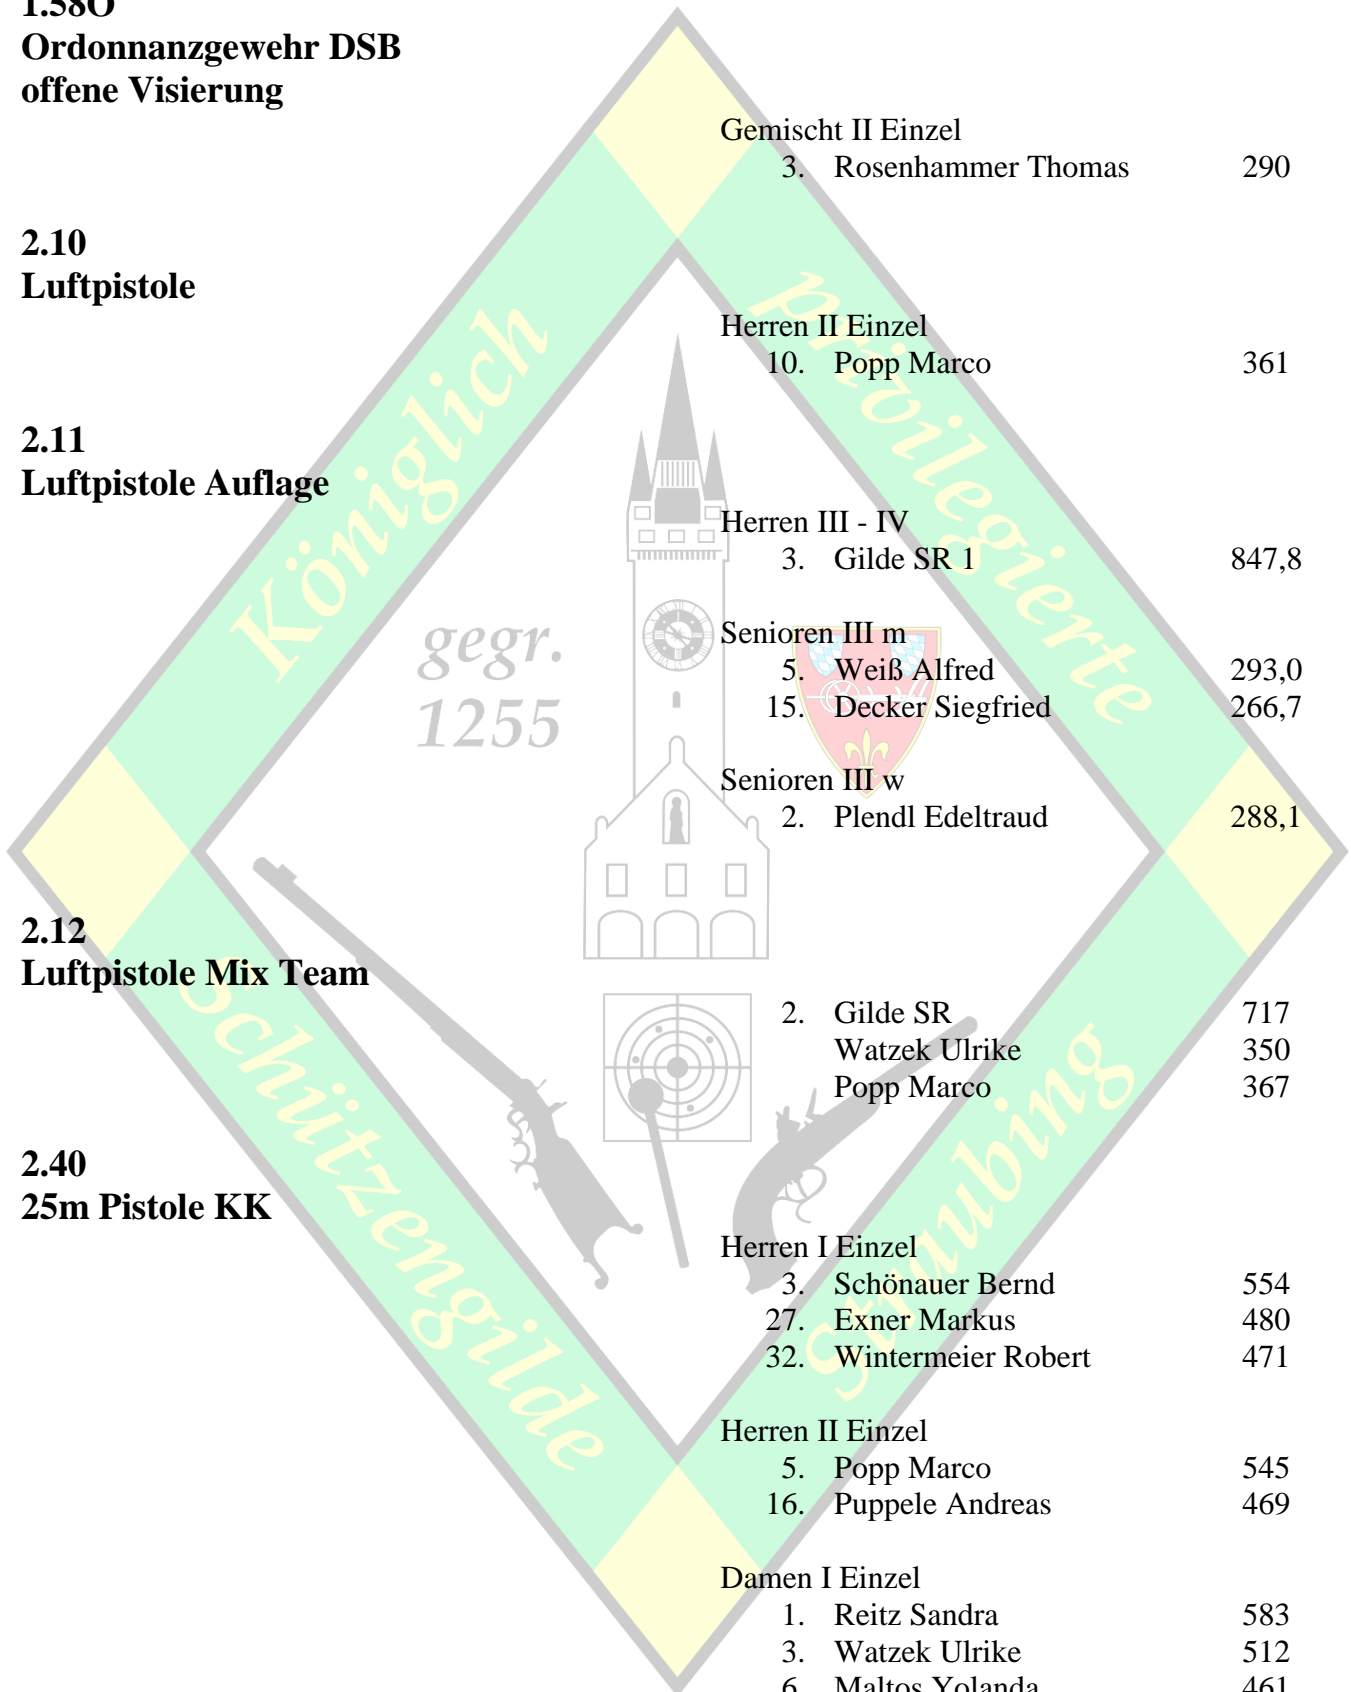 1.58O
Ordonnanzgewehr DSB
offene Visierung
Gemischt II Einzel
3. Rosenhammer Thomas 290
2.10
Luftpistole
Herren II Einzel
10. Popp Marco 361
2.11
Luftpistole Auflage
Herren III - IV
3. Gilde SR 1 847,8
Senioren III m
5. Weiß Alfred 293,0
15. Decker Siegfried 266,7
Senioren III w
2. Plendl Edeltraud 288,1
2.12
Luftpistole Mix Team
2. Gilde SR 717
Watzek Ulrike 350
Popp Marco 367
2.40
25m Pistole KK
Herren I Einzel
3. Schönauer Bernd 554
27. Exner Markus 480
32. Wintermeier Robert 471
Herren II Einzel
5. Popp Marco 545
16. Puppele Andreas 469
Damen I Einzel
1. Reitz Sandra 583
3. Watzek Ulrike 512
6. Maltos Yolanda 461
Königlich
privilegierte
gegr.
1255
Schützengilde
Straubing